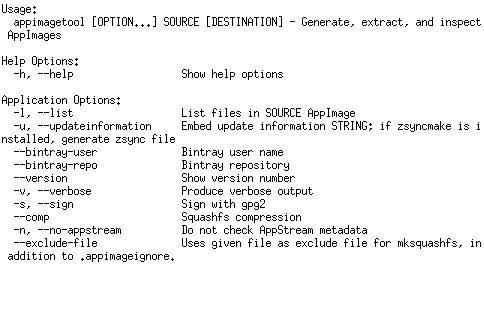 Usage:
  appimagetool [OPTION...] SOURCE [DESTINATION] - Generate, extract, and inspect
 AppImages

Help Options:
  -h, --help                 Show help options

Application Options:
  -l, --list                 List files in SOURCE AppImage
  -u, --updateinformation    Embed update information STRING; if zsyncmake is i
nstalled, generate zsync file
  --bintray-user             Bintray user name
  --bintray-repo             Bintray repository
  --version                  Show version number
  -v, --verbose              Produce verbose output
  -s, --sign                 Sign with gpg2
  --comp                     Squashfs compression
  -n, --no-appstream         Do not check AppStream metadata
  --exclude-file             Uses given file as exclude file for mksquashfs, in
 addition to .appimageignore.